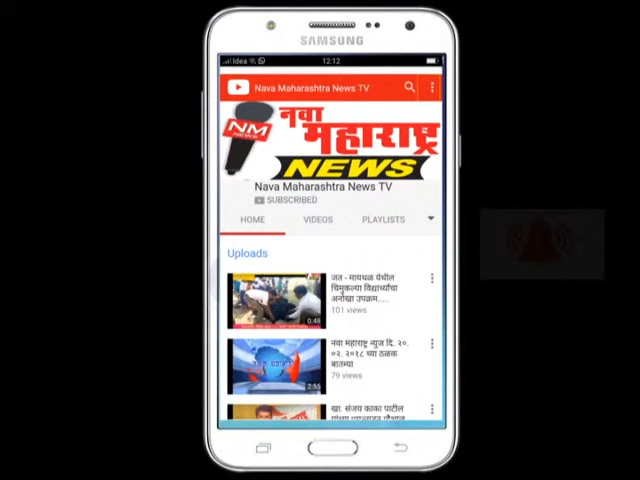 SAMSUNG
Idea
12:12
Nava Maharashtra News TV
NM
NEWS
नवा
महाराष्ट्र
NEWS
Nava Maharashtra News TV
SUBSCRIBED
HOME VIDEOS PLAYLISTS
Uploads
जत - मायथळ येथील
चिमुकल्या विद्यार्थ्यांचा
अनोखा उपक्रम.....
101 views
0:48
नवा महाराष्ट्र न्युज दि. २०.
०२. २०१८ च्या ठळक
बातम्या
79 views
2:55
खा. संजय काका पाटील